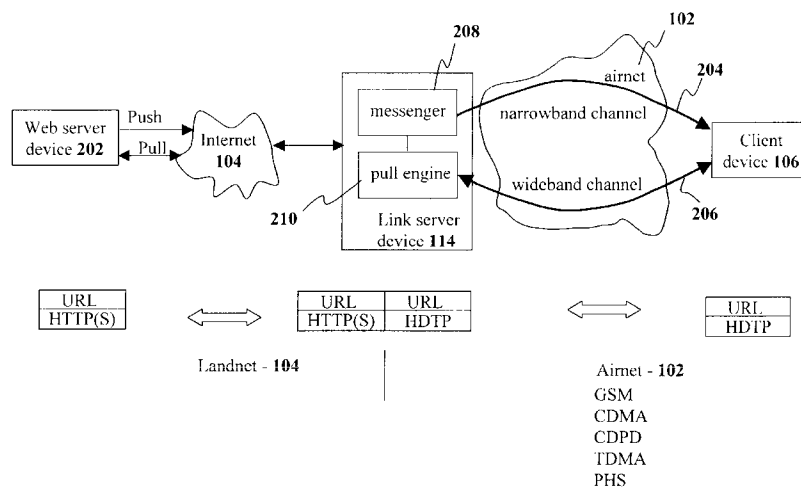 102
208
airnet
204
messenger
narrowband channel
Web server
device 202
Push
Pull
Internet
104
Client
device 106
pull engine
wideband channel
210
Link server
device 114
206
URL
HTTP(S)
URL
URL
HTTP(S)
HDTP
URL
HDTP
Landnet - 104
Airnet - 102
GSM
CDMA
CDPD
TDMA
PHS